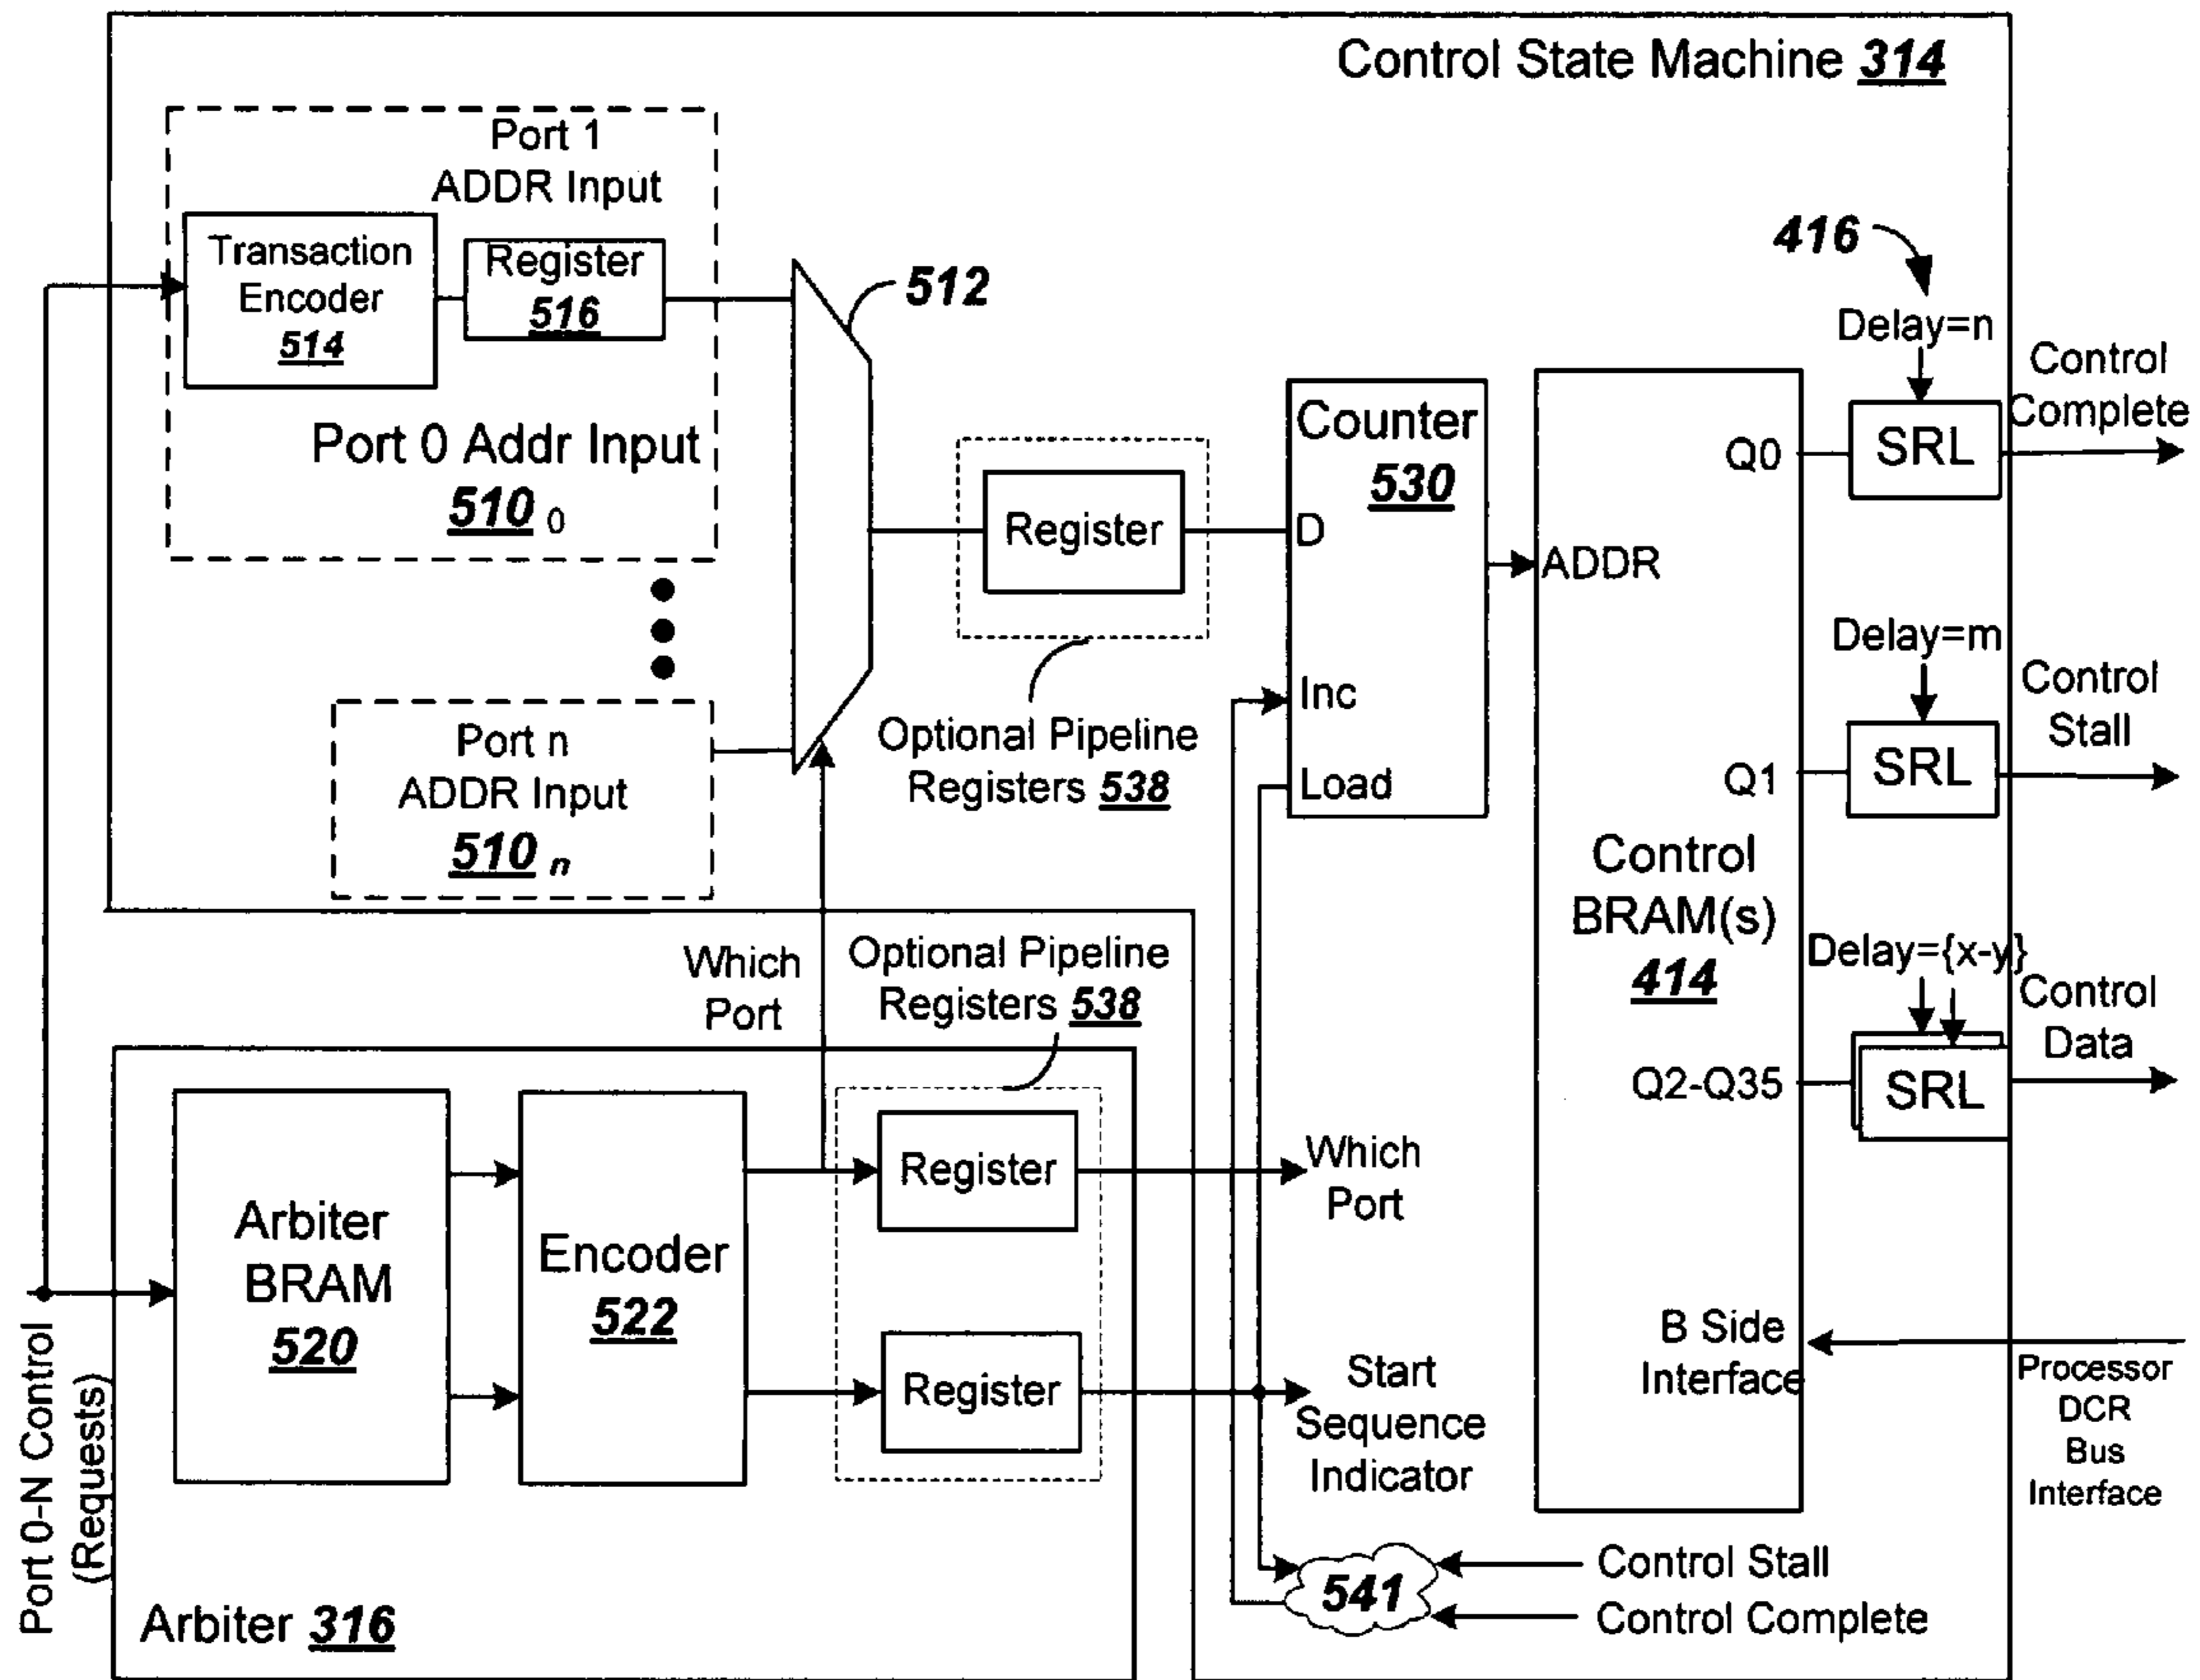 Control State Machine 314
Port 1
ADDR Input
Transaction
Encoder
514
Register
516
Port 0 Addr Input
510 0
512
Port n
ADDR Input
510 n
Register
Optional Pipeline
Registers 538
Counter
530
D
Inc
Load
ADDR
Q0
Q1
Control
BRAM(s)
414
Q2-Q35
B Side
Interface
416
Delay=n
SRL
Control
Complete
Delay=m
SRL
Control
Stall
Delay={x-y}
SRL
Control
Data
Processor
DCR
Bus
Interface
Which
Port
Optional Pipeline
Registers 538
Arbiter
BRAM
520
Encoder
522
Register
Register
Which
Port
Start
Sequence
Indicator
541
Control Stall
Control Complete
Port 0-N Control
(Requests)
Arbiter 316